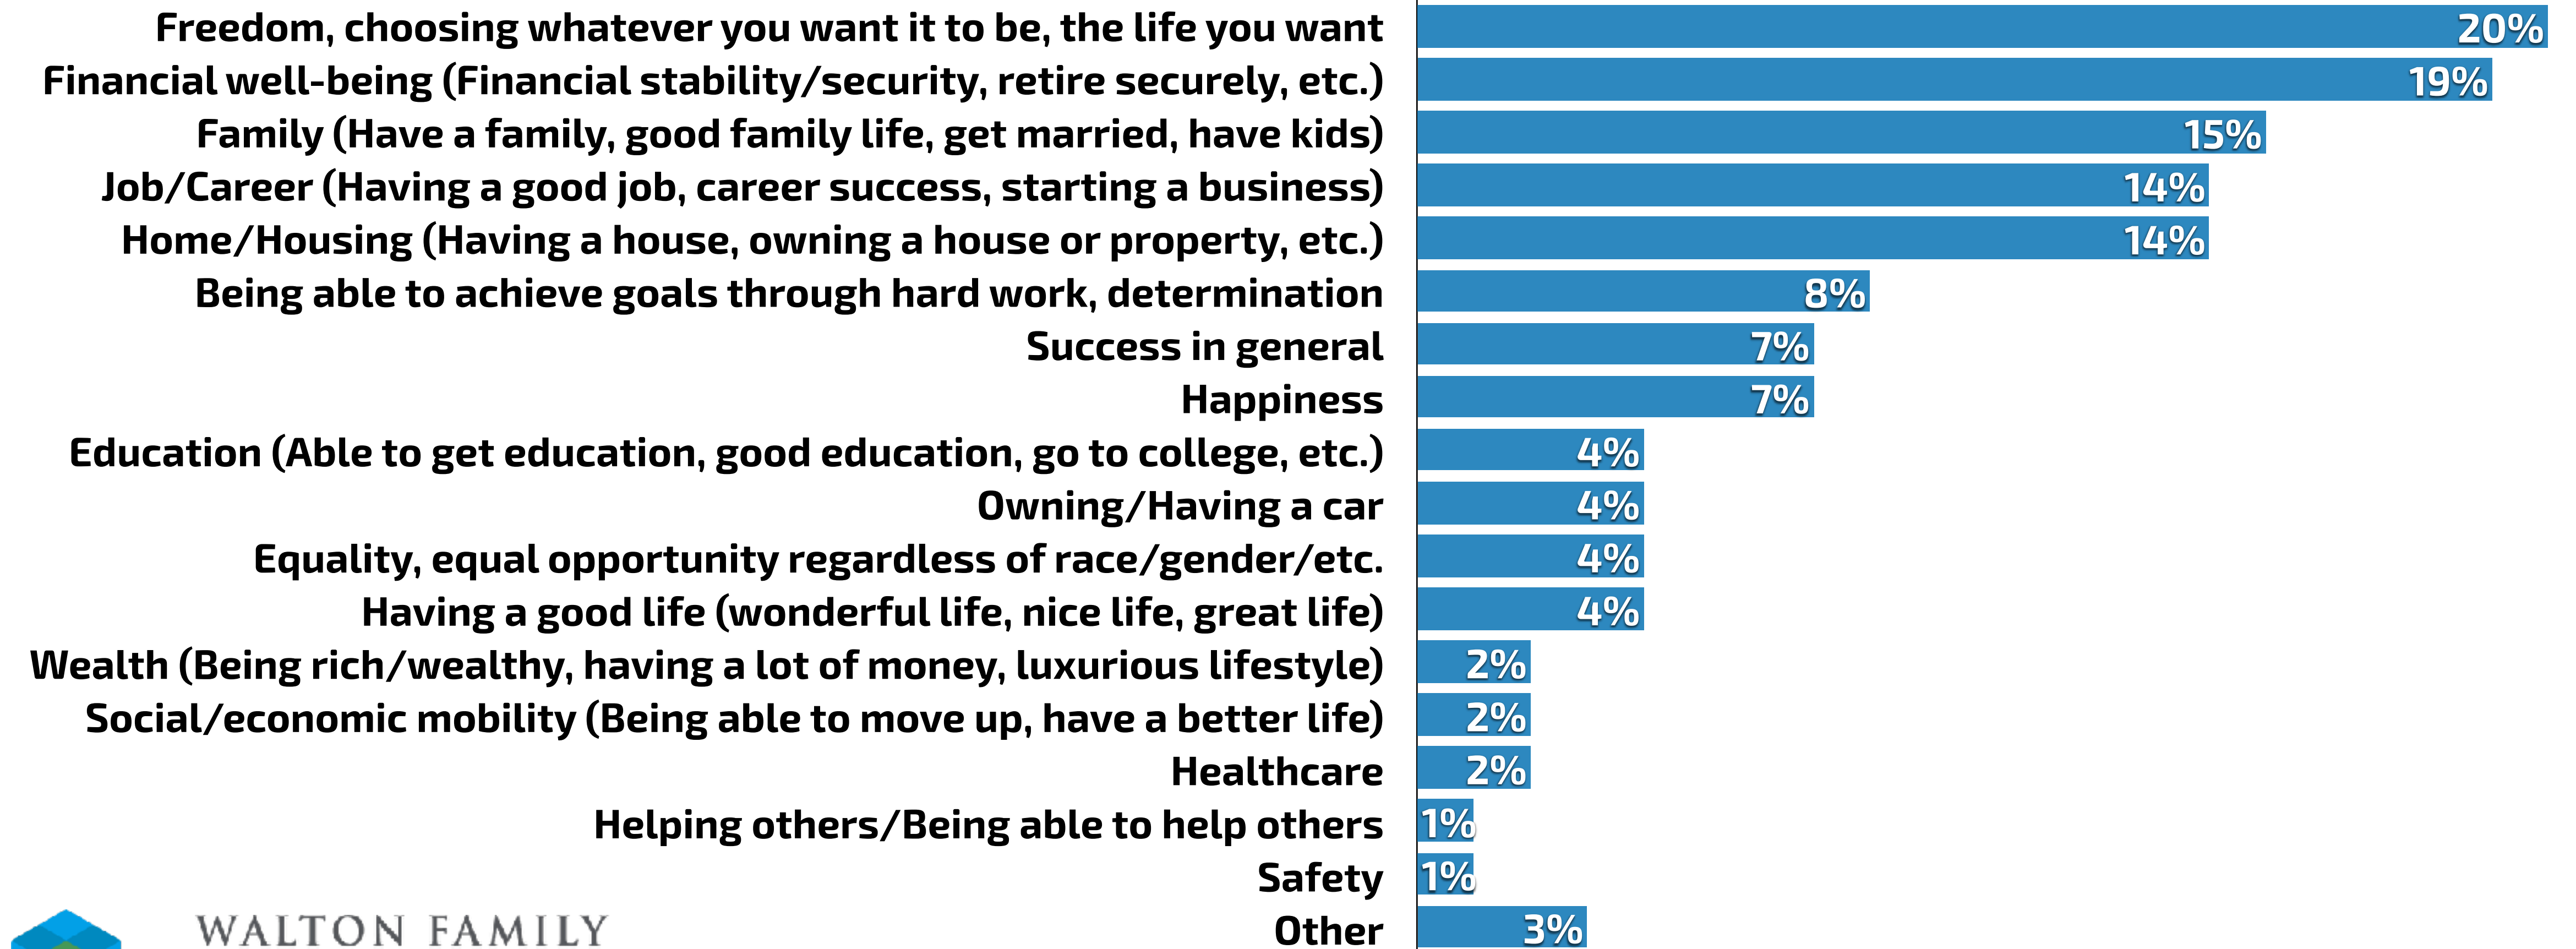 Freedom, choosing whatever you want it to be, the life you want 20%
Financial well-being (Financial stability/security, retire securely, etc.) 19%
Family (Have a family, good family life, get married, have kids) 15%
Job/Career (Having a good job, career success, starting a business) 14%
Home/Housing (Having a house, owning a house or property, etc.) 14%
Being able to achieve goals through hard work, determination 8%
Success in general 7%
Happiness 7%
Education (Able to get education, good education, go to college, etc.) 4%
Owning/Having a car 4%
Equality, equal opportunity regardless of race/gender/etc. 4%
Having a good life (wonderful life, nice life, great life) 4%
Wealth (Being rich/wealthy, having a lot of money, luxurious lifestyle) 2%
Social/economic mobility (Being able to move up, have a better life) 2%
Healthcare 2%
Helping others/Being able to help others 1%
Safety 1%
Other 3%
WALTON FAMILY